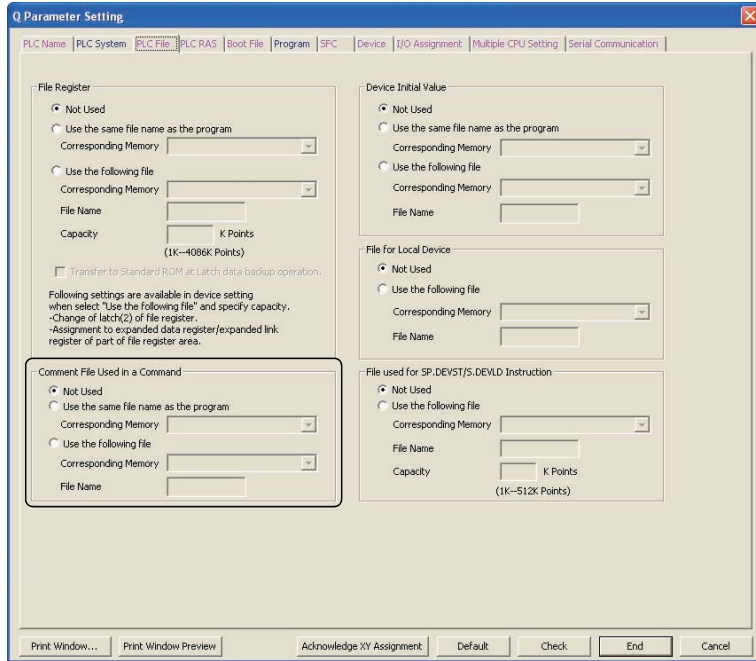 Q Parameter Setting
PLC Name PLC System PLC File PLC RAS Boot File Program SFC Device I/O Assignment Multiple CPU Setting Serial Communication
File Register
Not Used
Use the same file name as the program
Corresponding Memory
Use the following file
Corresponding Memory
File Name
Capacity K Points
(1K--4086K Points)
Transfer to Standard ROM at Latch data backup operation.
Following settings are available in device setting
when select "Use the following file" and specify capacity.
-Change of latch(2) of file register.
-Assignment to expanded data register/expanded link
register of part of file register area.
Comment File Used in a Command
Not Used
Use the same file name as the program
Corresponding Memory
Use the following file
Corresponding Memory
File Name
Device Initial Value
Not Used
Use the same file name as the program
Corresponding Memory
Use the following file
Corresponding Memory
File Name
File for Local Device
Not Used
Use the following file
Corresponding Memory
File Name
File used for SP.DEVST/S.DEVLD Instruction
Not Used
Use the following file
Corresponding Memory
File Name
Capacity K Points
(1K--512K Points)
Print Window... Print Window Preview Acknowledge XY Assignment Default Check End Cancel